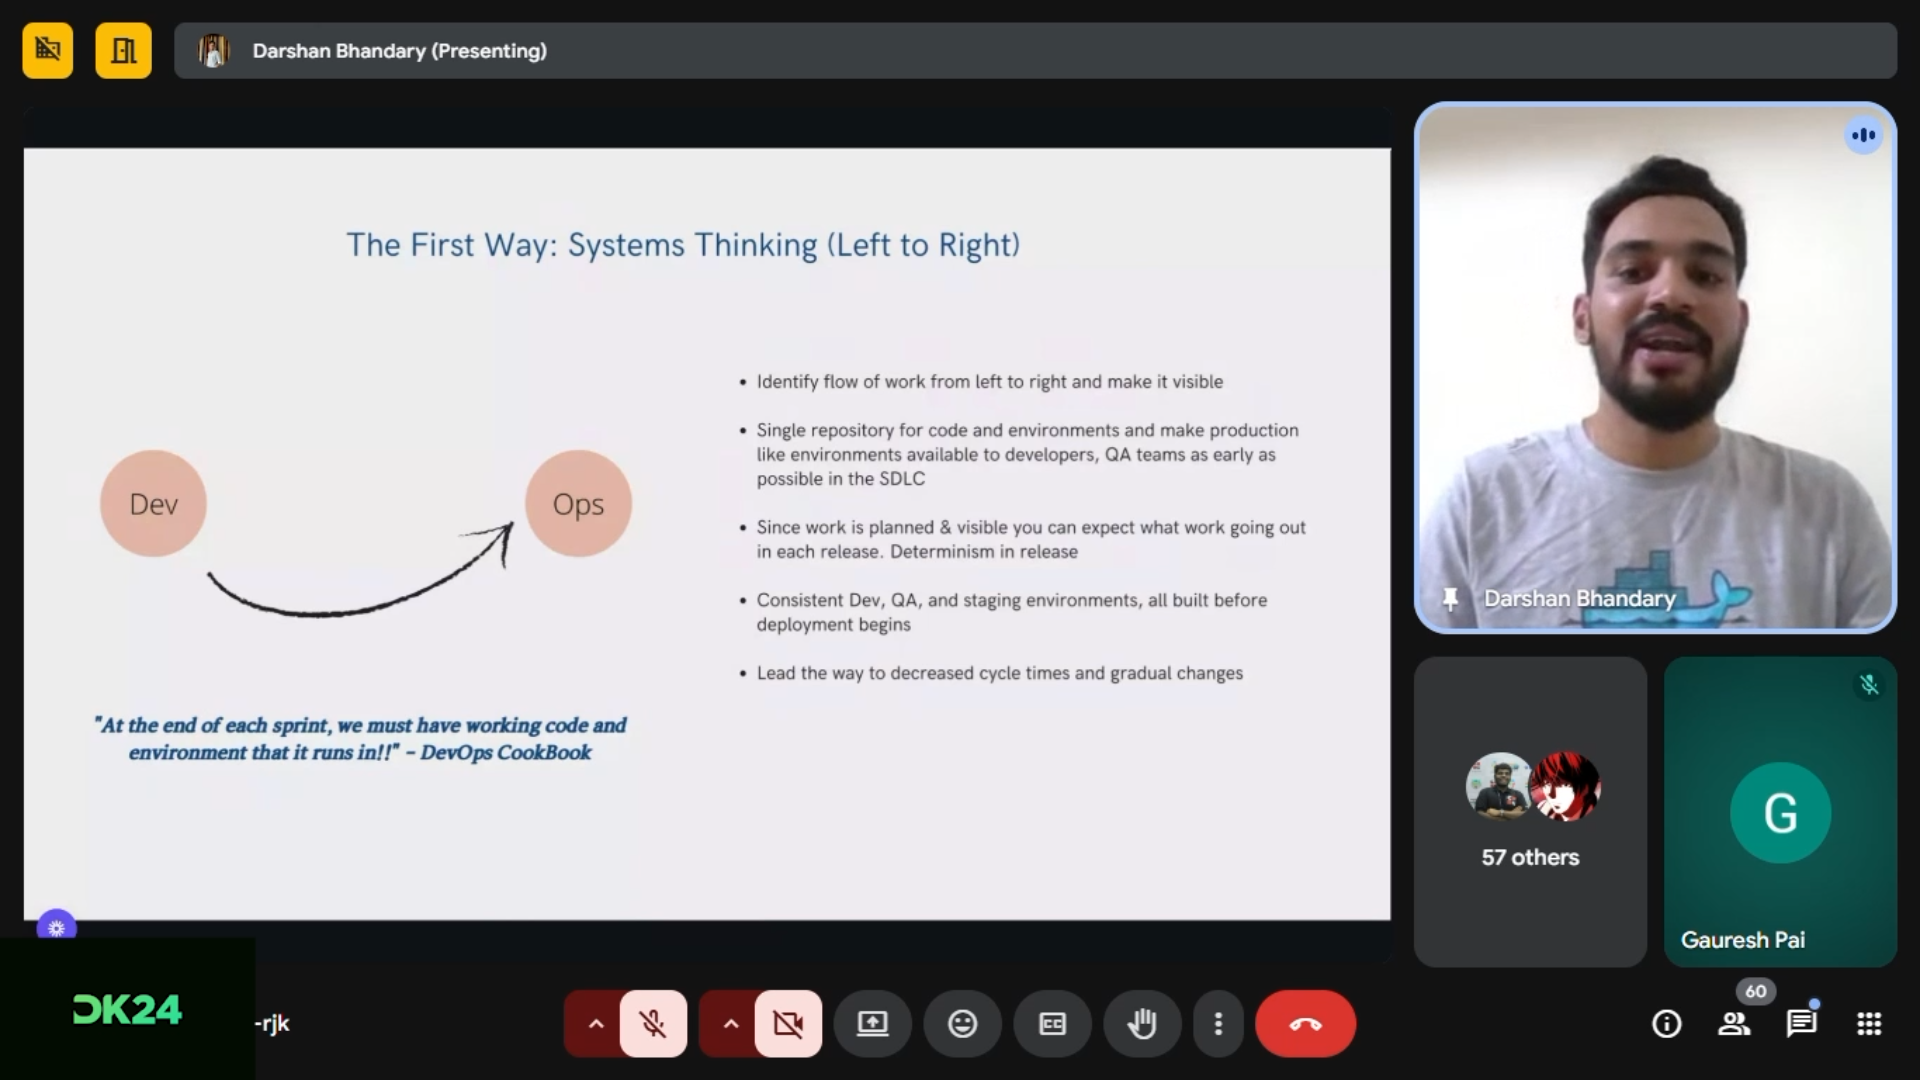 Darshan Bhandary (Presenting)
The First Way: Systems Thinking (Left to Right)
Dev
Ops
"At the end of each sprint, we must have working code and
environment that it runs in!!" - DevOps CookBook
• Identify flow of work from left to right and make it visible
• Single repository for code and environments and make production
like environments available to developers, QA teams as early as
possible in the SDLC
• Since work is planned & visible you can expect what work going out
in each release. Determinism in release
• Consistent Dev, QA, and staging environments, all built before
deployment begins
• Lead the way to decreased cycle times and gradual changes
Darshan Bhandary
57 others
G
Gauresh Pai
DK24
-rjk
CC
60